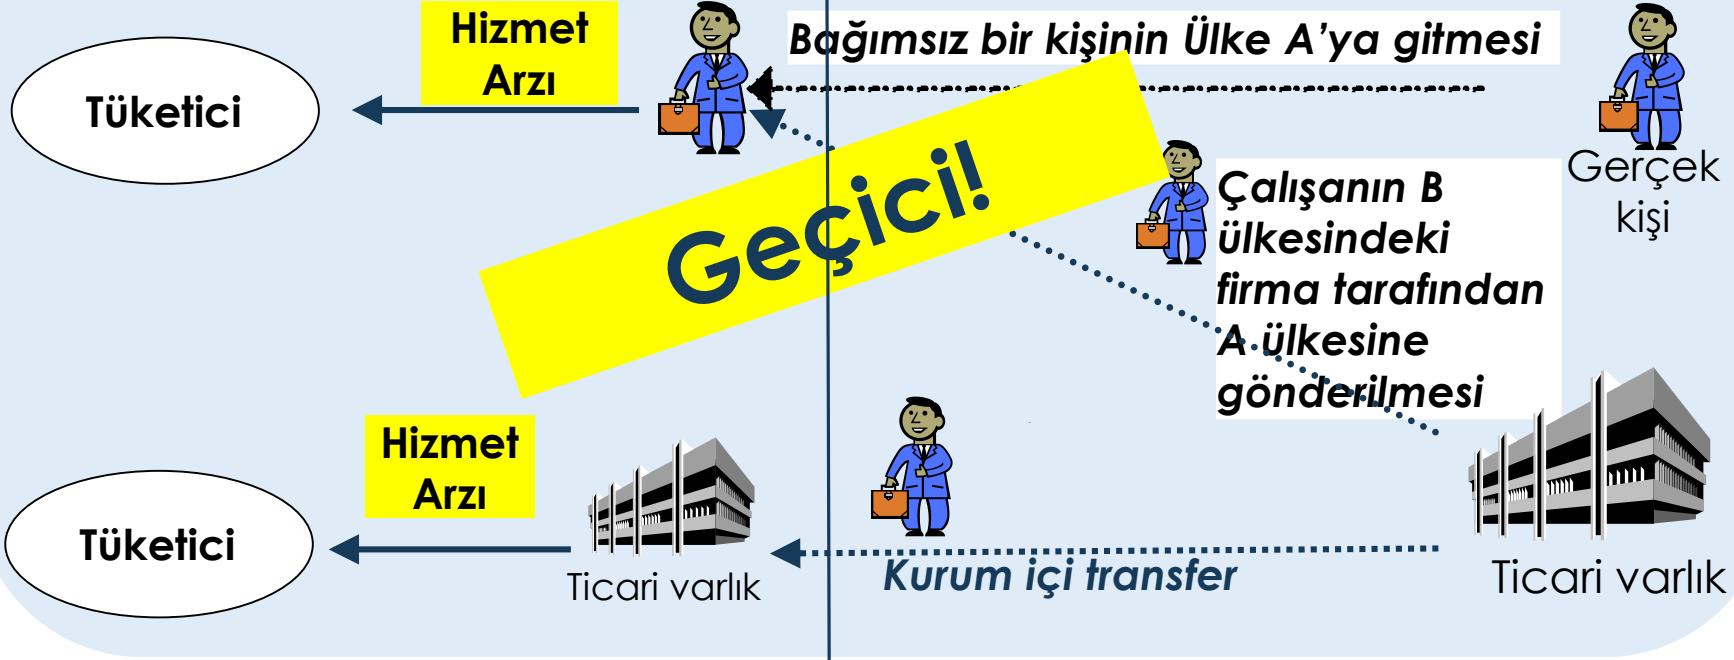 Hizmet
Arzı
Bağımsız bir kişinin Ülke A’ya gitmesi
Tüketici
Gerçek
kişi
Geçici!
Çalışanın B
ülkesindeki
firma tarafından
A ülkesine
gönderilmesi
Hizmet
Arzı
Tüketici
Ticari varlık
Kurum içi transfer
Ticari varlık